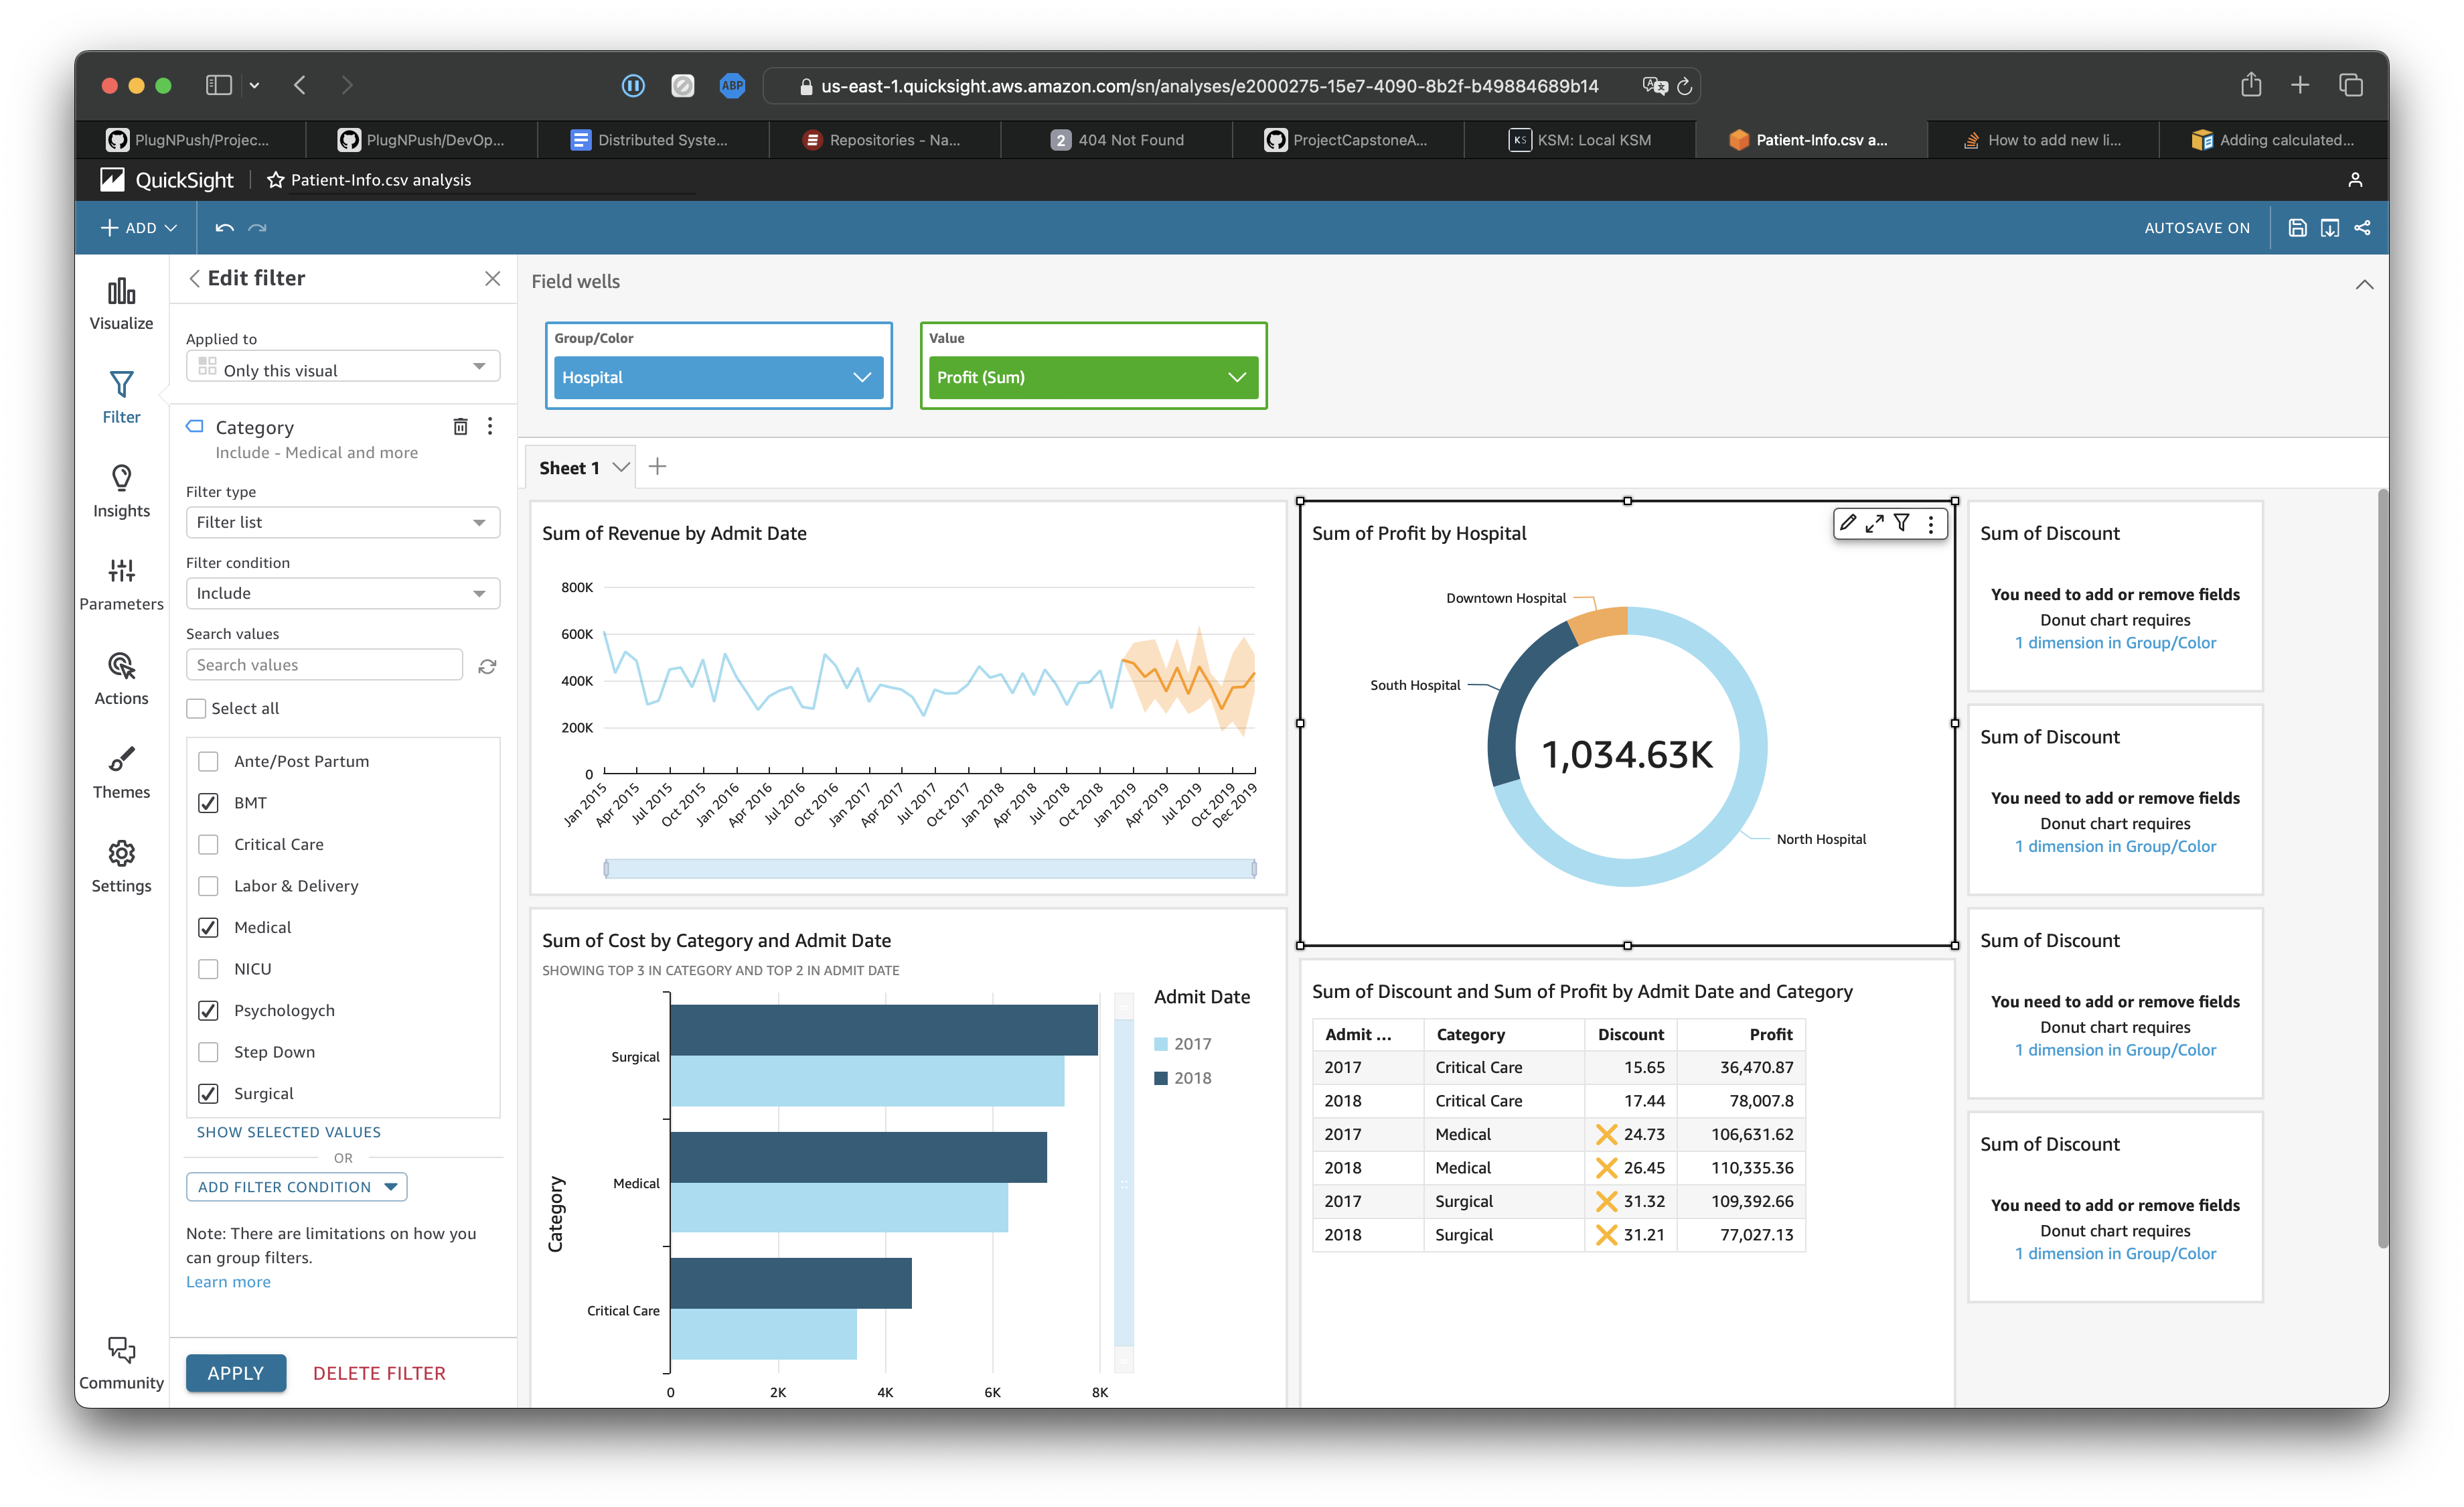 ABP
us-east-1.quicksight.aws.amazon.com/sn/analyses/e2000275-15e7-4090-8b2f-b49884689b14
PlugNPush/Projec...
PlugNPush/DevOp...
Distributed Syste...
Repositories - Na...
2 404 Not Found
ProjectCapstoneA...
KS KSM: Local KSM
Patient-Info.csv a...
How to add new li...
Adding calculated...
QuickSight
Patient-Info.csv analysis
ADD
AUTOSAVE ON
Visualize
Filter
Insights
Parameters
Actions
Themes
Settings
Community
Edit filter
Applied to
Only this visual
Category
Include - Medical and more
Filter type
Filter list
Filter condition
Include
Search values
Search values
Select all
Ante/Post Partum
BMT
Critical Care
Labor & Delivery
Medical
NICU
Psychologych
Step Down
Surgical
SHOW SELECTED VALUES
OR
ADD FILTER CONDITION
Note: There are limitations on how you
can group filters.
Learn more
APPLY
DELETE FILTER
Field wells
Group/Color
Hospital
Value
Profit (Sum)
Sheet 1
Sum of Revenue by Admit Date
800K
600K
400K
200K
0
Jan 2015
Apr 2015
Jul 2015
Oct 2015
Jan 2016
Apr 2016
Jul 2016
Oct 2016
Jan 2017
Apr 2017
Jul 2017
Oct 2017
Jan 2018
Apr 2018
Jul 2018
Oct 2018
Jan 2019
Apr 2019
Jul 2019
Oct 2019
Dec 2019
Sum of Profit by Hospital
Downtown Hospital
South Hospital
1,034.63K
North Hospital
Sum of Discount
You need to add or remove fields
Donut chart requires
1 dimension in Group/Color
Sum of Discount
You need to add or remove fields
Donut chart requires
1 dimension in Group/Color
Sum of Discount
You need to add or remove fields
Donut chart requires
1 dimension in Group/Color
Sum of Discount
You need to add or remove fields
Donut chart requires
1 dimension in Group/Color
Sum of Cost by Category and Admit Date
SHOWING TOP 3 IN CATEGORY AND TOP 2 IN ADMIT DATE
Category
Surgical
Medical
Critical Care
0 2K 4K 6K 8K
Admit Date
2017
2018
Sum of Discount and Sum of Profit by Admit Date and Category
Admit ... Category Discount Profit
2017 Critical Care 15.65 36,470.87
2018 Critical Care 17.44 78,007.8
2017 Medical 24.73 106,631.62
2018 Medical 26.45 110,335.36
2017 Surgical 31.32 109,392.66
2018 Surgical 31.21 77,027.13